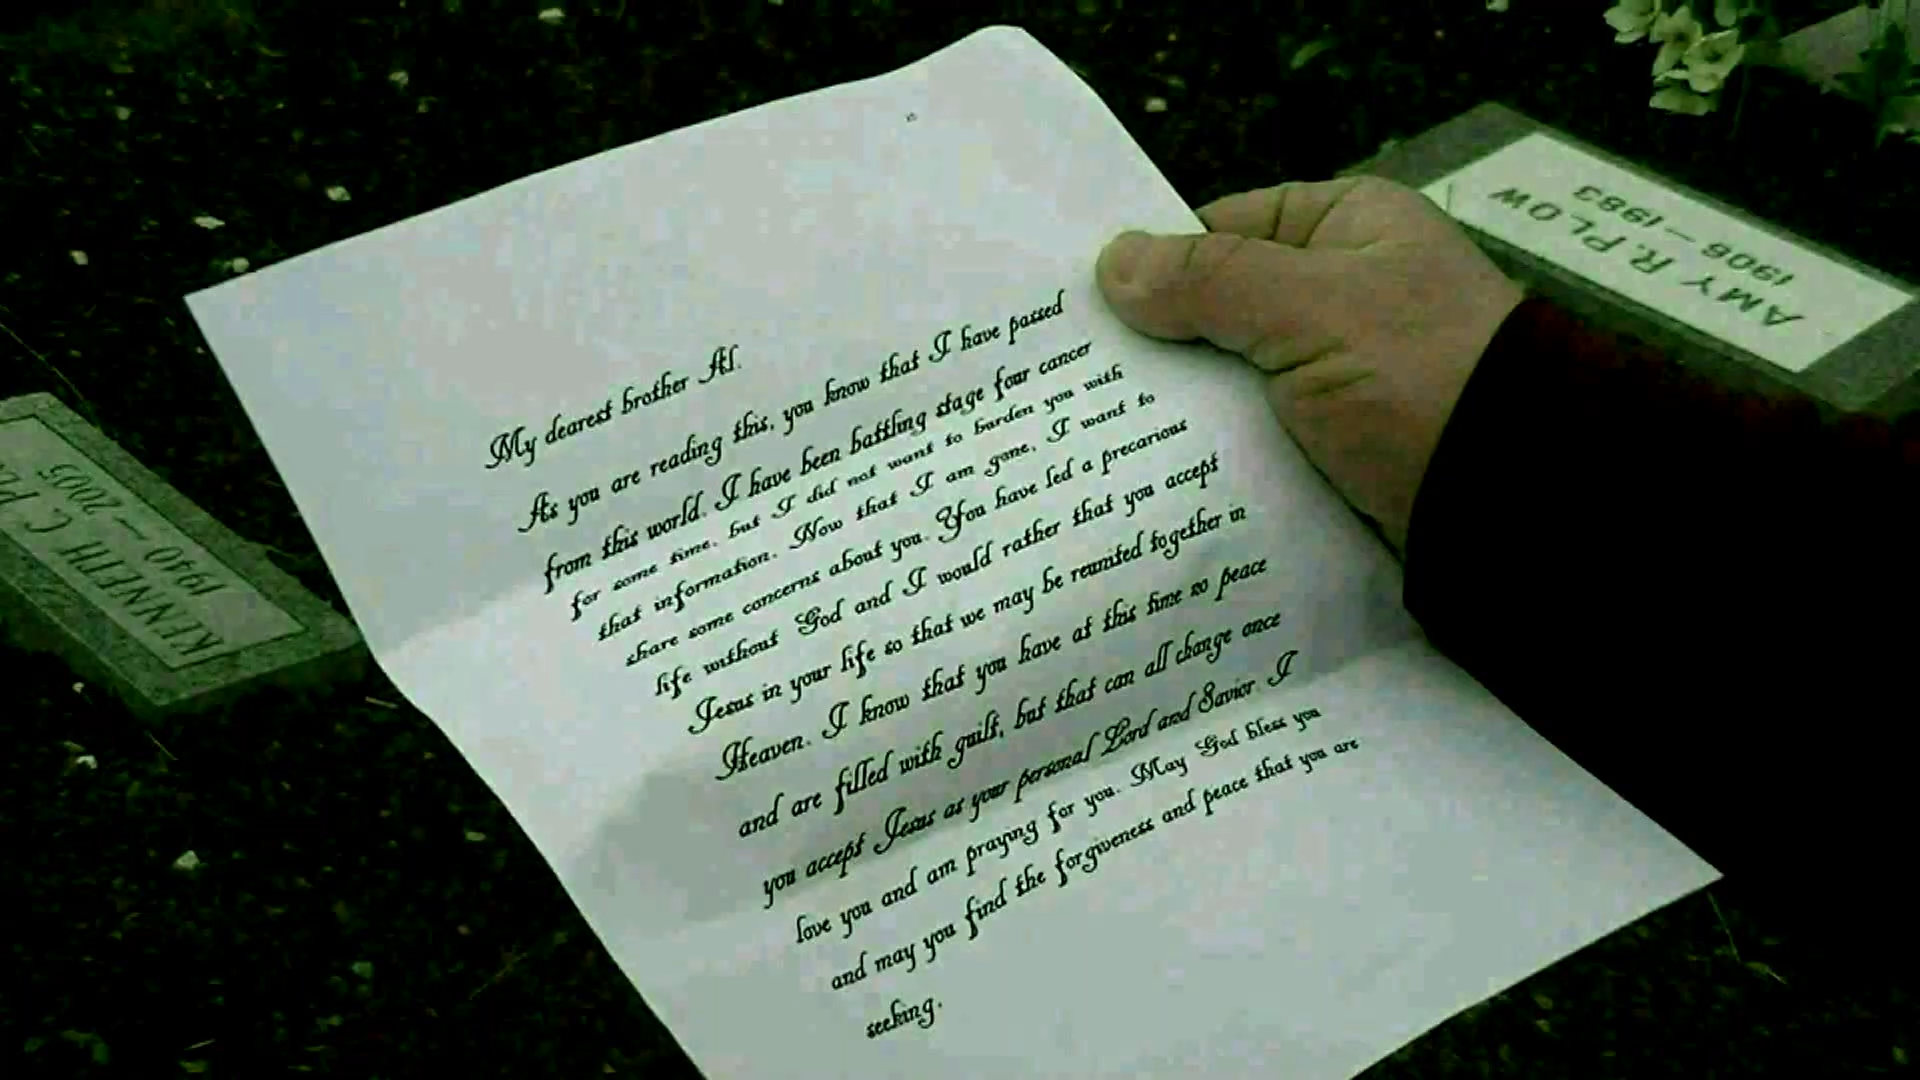 My dearest brother Al.
As you are reading this, you know that I have passed
from this world. I have been battling stage four cancer
for some time, but I did not want to burden you with
that information. Now that I am gone, I want to
share some concerns about you. You have led a precarious
life without God and I would rather that you accept
Jesus in your life so that we may be reunited together in
Heaven. I know that you have at this time no peace
and are filled with guilt, but that can all change once
you accept Jesus as your personal Lord and Savior. I
love you and am praying for you. May God bless you
and may you find the forgiveness and peace that you are
seeking.
AMY R. PLOW
1908 – 1983
KENNETH C.
1940 – 2005